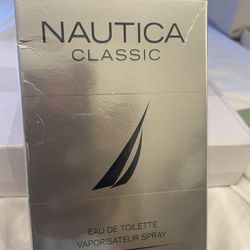 NAUTICA
CLASSIC
EAU DE TOILETTE
VAPORISATEUR SPRAY